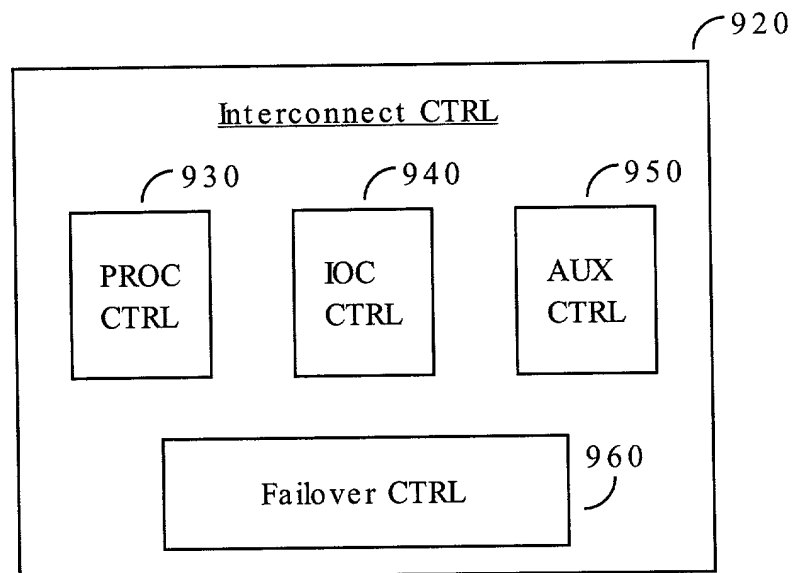 920
Interconnect CTRL
930
940
950
PROC
CTRL
IOC
CTRL
AUX
CTRL
960
Failover CTRL